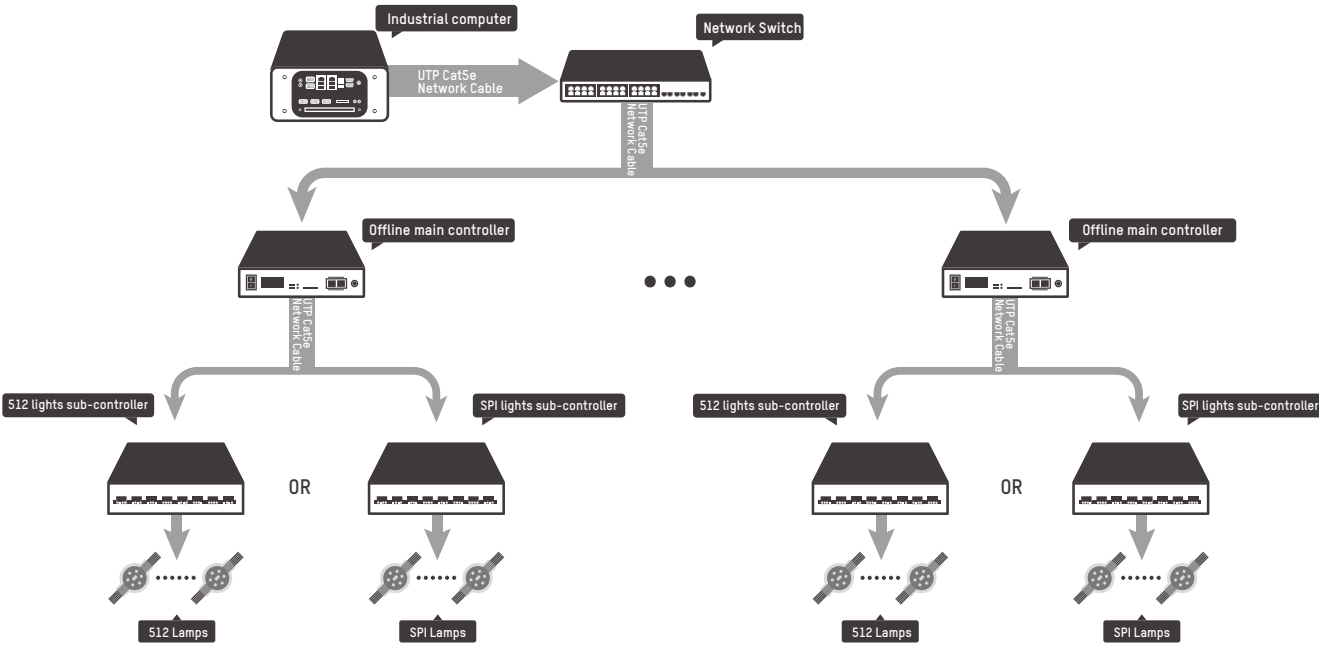 Industrial computer
Network Switch
UTP Cat5e
Network Cable
UTP Cat5e
Network Cable
Offline main controller
Offline main controller
UTP Cat5e
Network Cable
UTP Cat5e
Network Cable
512 lights sub-controller
SPI lights sub-controller
512 lights sub-controller
SPI lights sub-controller
OR
OR
512 Lamps
SPI Lamps
512 Lamps
SPI Lamps